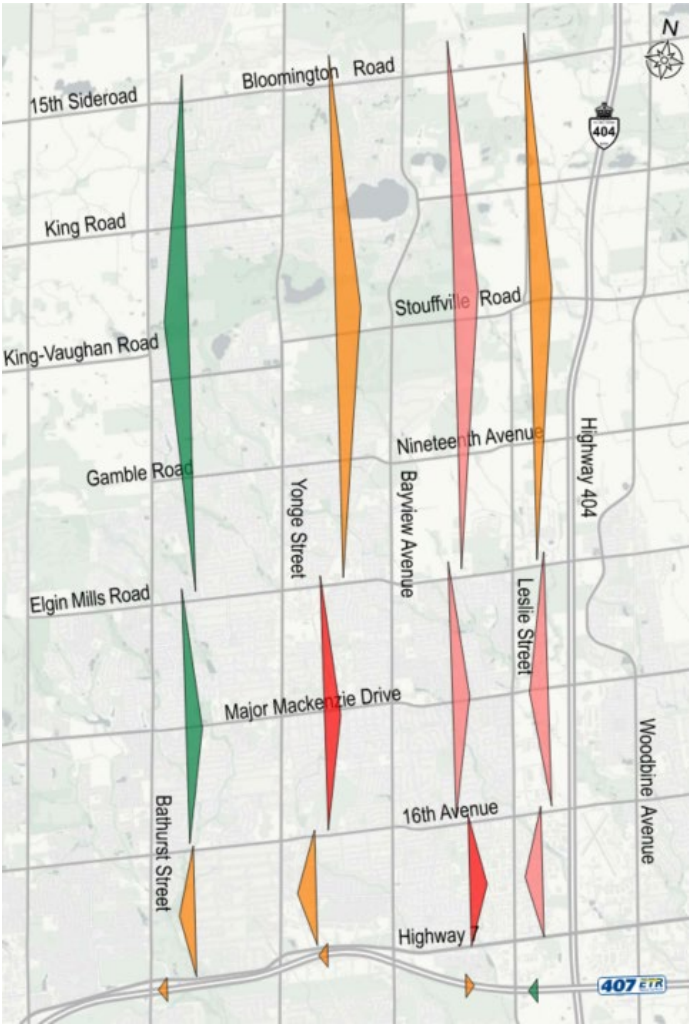 N
Bloomington Road
15th Sideroad
404
King Road
Stouffville Road
King-Vaughan Road
Nineteenth Avenue
Gamble Road
Highway 404
Yonge Street
Bayview Avenue
Elgin Mills Road
Leslie Street
Major Mackenzie Drive
Woodbine Avenue
Bathurst Street
16th Avenue
Highway 7
407 ETR